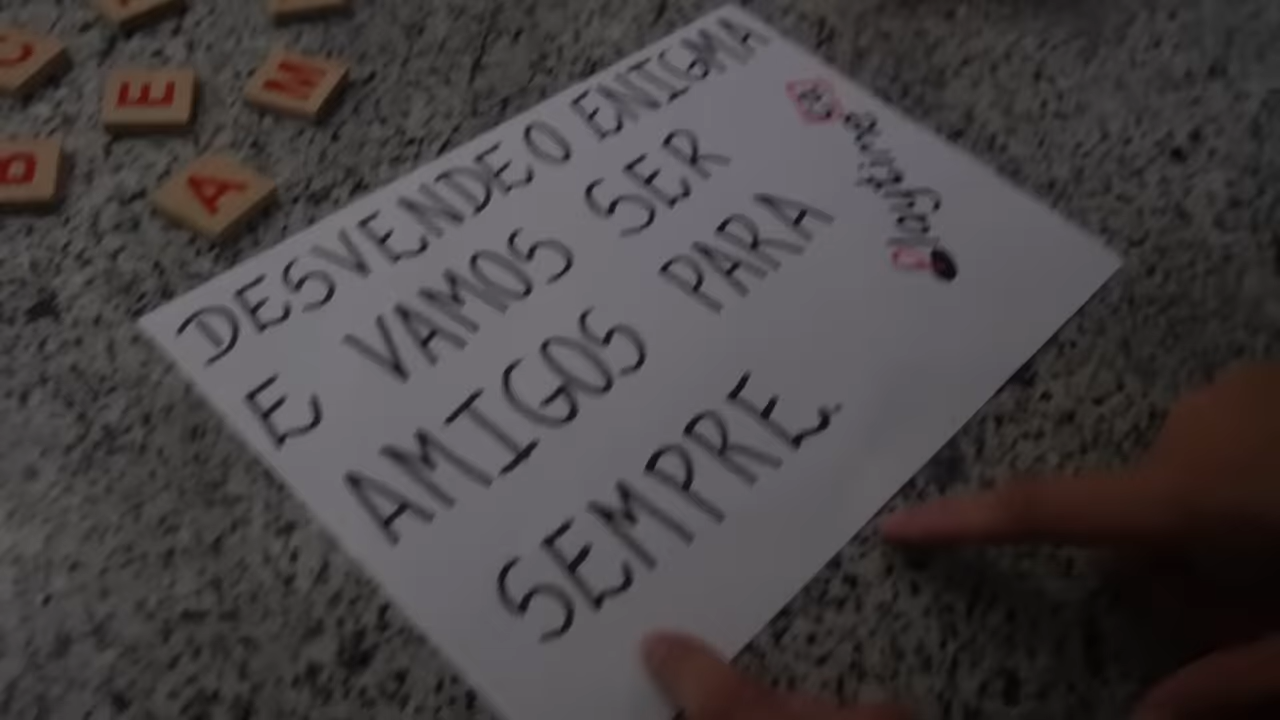 DESVENDE O ENIGMA
E VAMOS SER
AMIGOS PARA
SEMPRE.
C
E
M
B
A